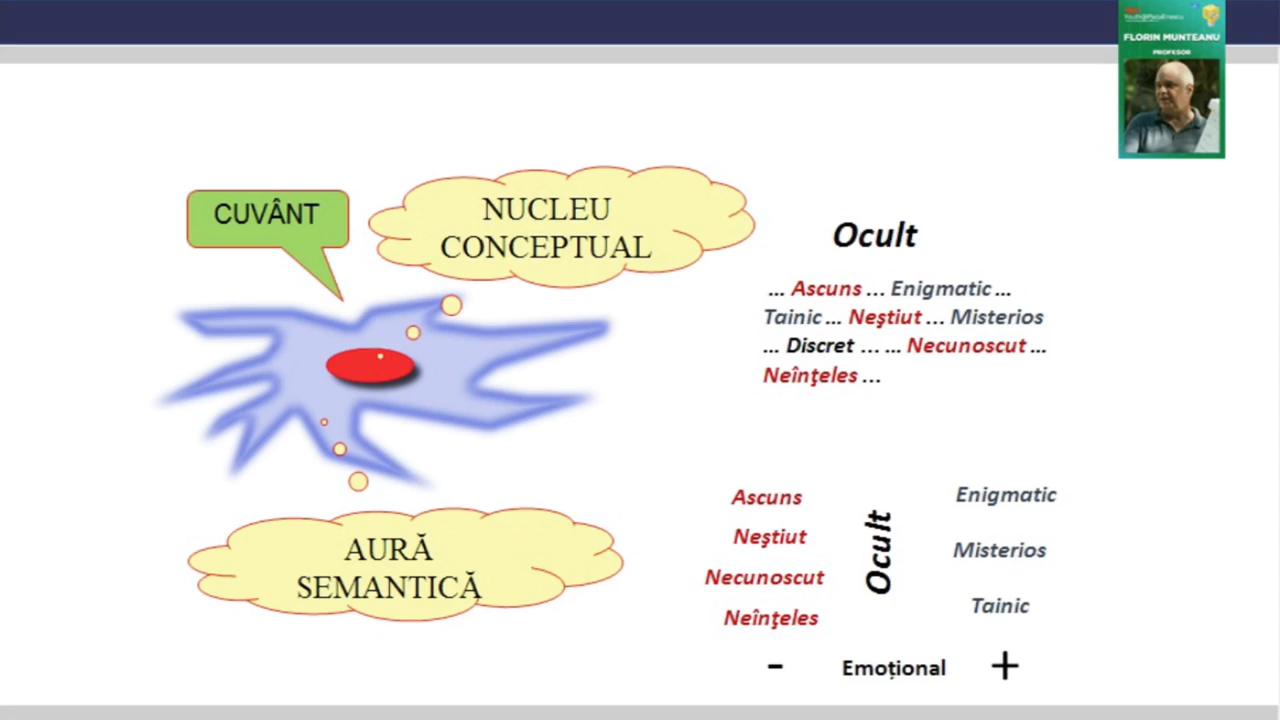 FLORIN MUNTEANU
PROFESOR
CUVÂNT
NUCLEU
CONCEPTUAL
AURĂ
SEMANTICĂ
Ocult
... Ascuns ... Enigmatic ...
Tainic ... Neştiut ... Misterios
... Discret ... ... Necunoscut ...
Neînţeles ...
Ascuns
Neştiut
Necunoscut
Neînţeles
Ocult
Enigmatic
Misterios
Tainic
- Emoțional +